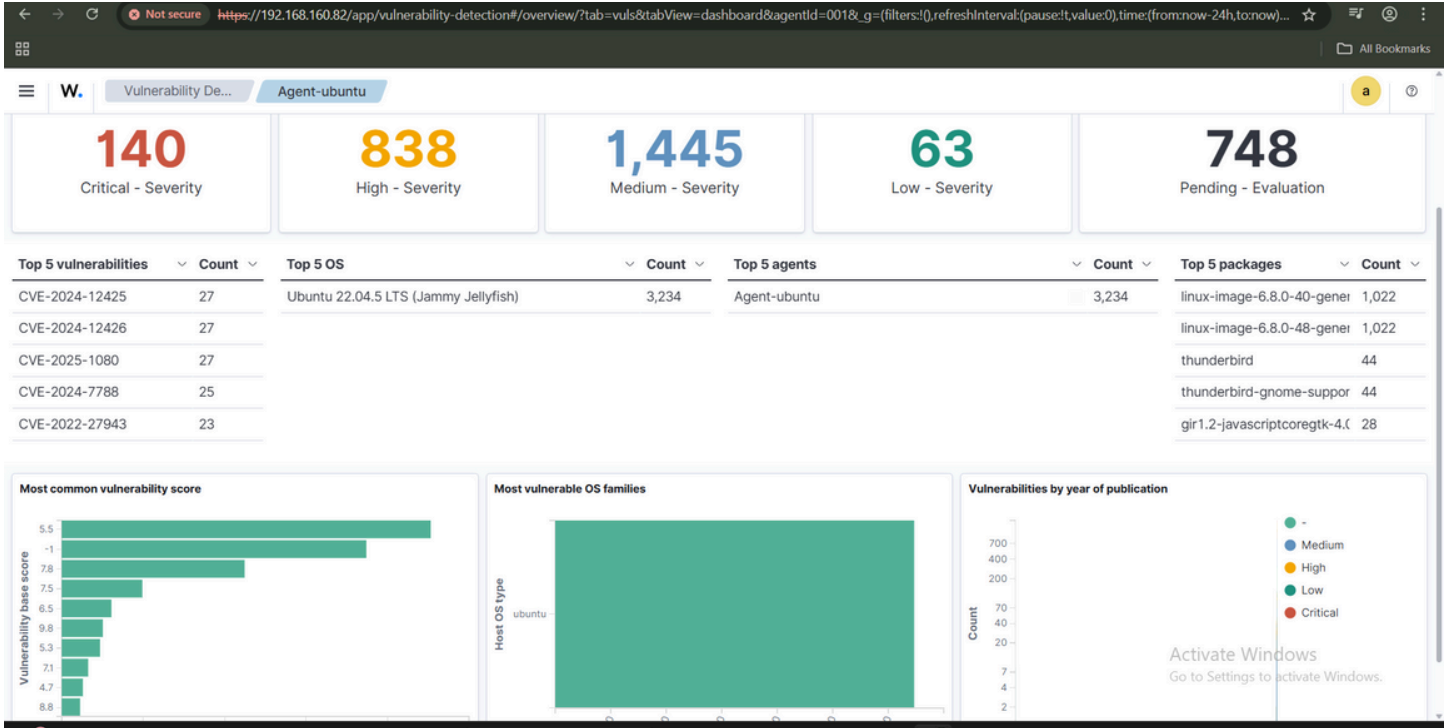 Not secure https://192.168.160.82/app/vulnerability-detection#/overview/?tab=vuls&tabView=dashboard&agentId=001&_g=(filters:!(),refreshInterval:(pause:!t,value:0),time:(from:now-24h,to:now)...
All Bookmarks
W. Vulnerability De... Agent-ubuntu a
140 838 1,445 63 748
Critical - Severity High - Severity Medium - Severity Low - Severity Pending - Evaluation
Top 5 vulnerabilities Count Top 5 OS Count Top 5 agents Count Top 5 packages Count
CVE-2024-12425 27 Ubuntu 22.04.5 LTS (Jammy Jellyfish) 3,234 Agent-ubuntu 3,234 linux-image-6.8.0-40-gener 1,022
CVE-2024-12426 27 linux-image-6.8.0-48-gener 1,022
CVE-2025-1080 27 thunderbird 44
CVE-2024-7788 25 thunderbird-gnome-suppor 44
CVE-2022-27943 23 gir1.2-javascriptcoregtk-4.0 28
Most common vulnerability score
Vulnerability base score
5.5
-1
7.8
7.5
6.5
9.8
5.3
7.1
4.7
8.8
Most vulnerable OS families
Host OS type
ubuntu
Vulnerabilities by year of publication
Count
700
400
200
70
40
20
7
4
2
-
Medium
High
Low
Critical
Activate Windows
Go to Settings to activate Windows.